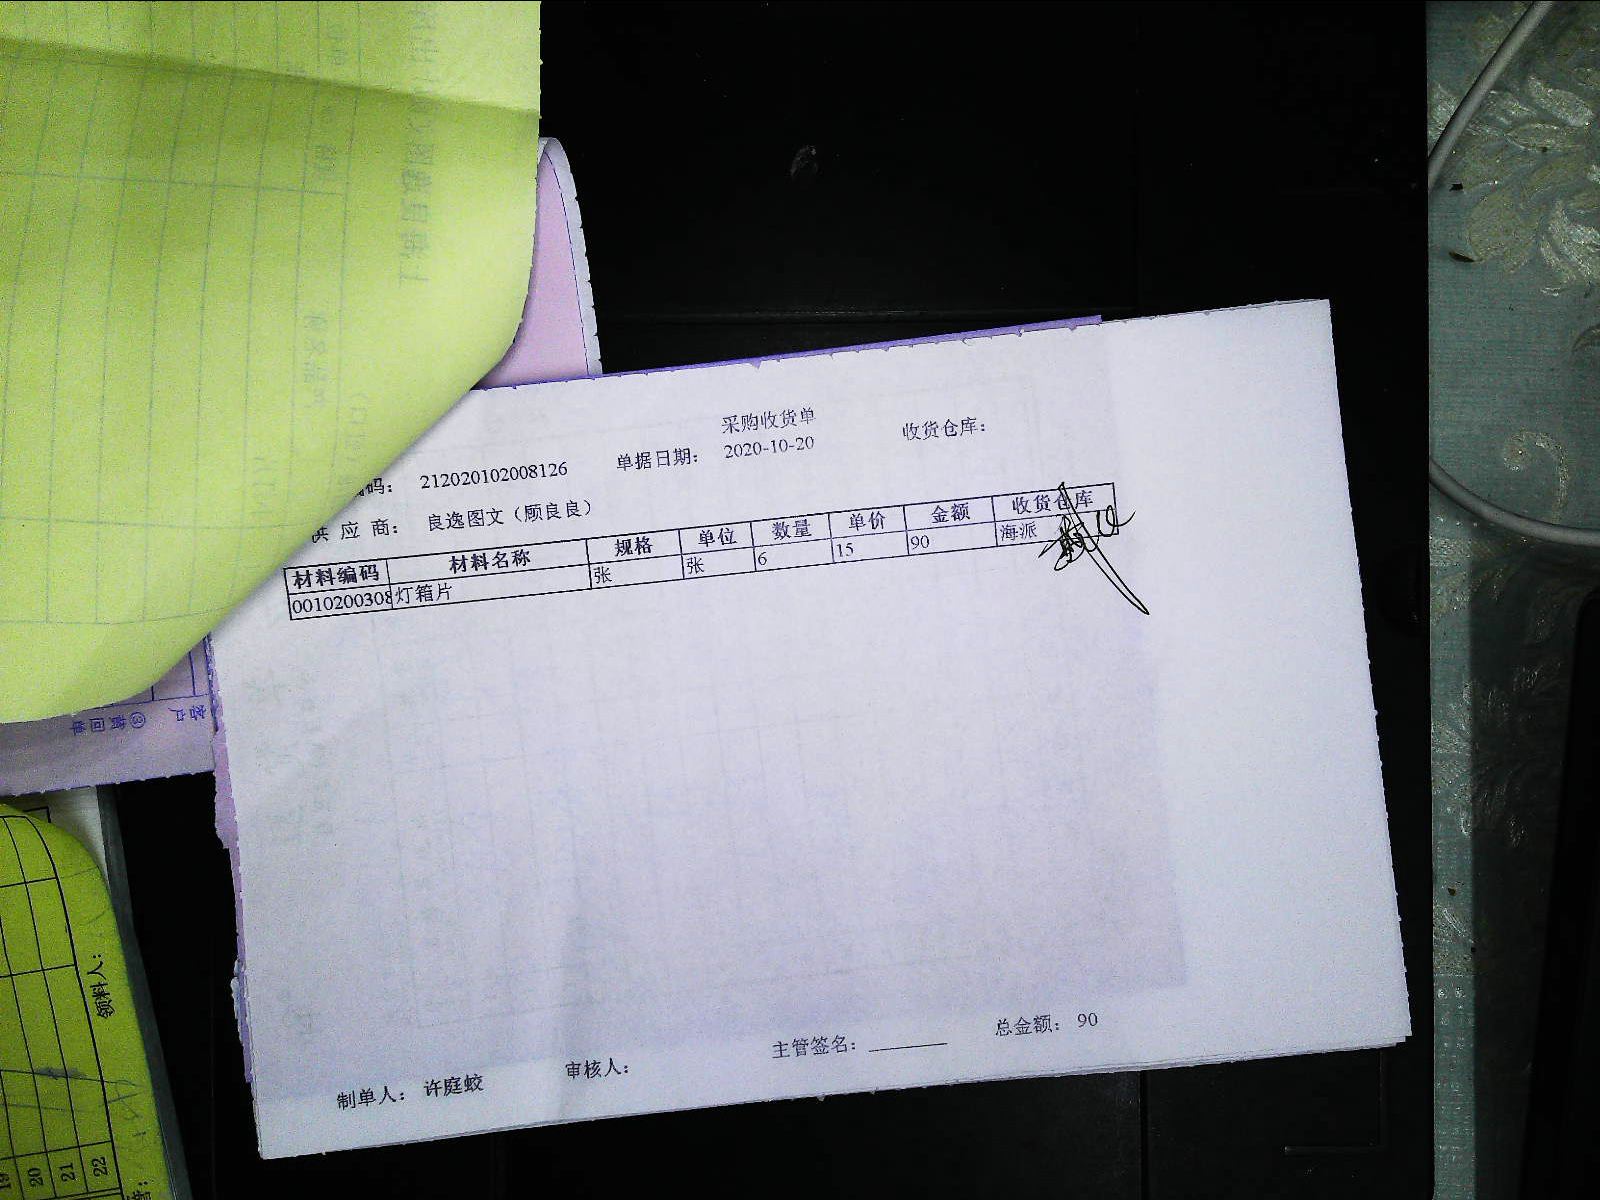 采购收货单
码： 212020102008126 单据日期： 2020-10-20 收货仓库：
供 应 商： 良逸图文（顾良良）
材料编码 材料名称 规格 单位 数量 单价 金额 收货仓库
0010200308 灯箱片 张 张 6 15 90 海派
制单人： 许庭蛟 审核人： 主管签名： 总金额： 90
客户
③
领料人：
20
21
22